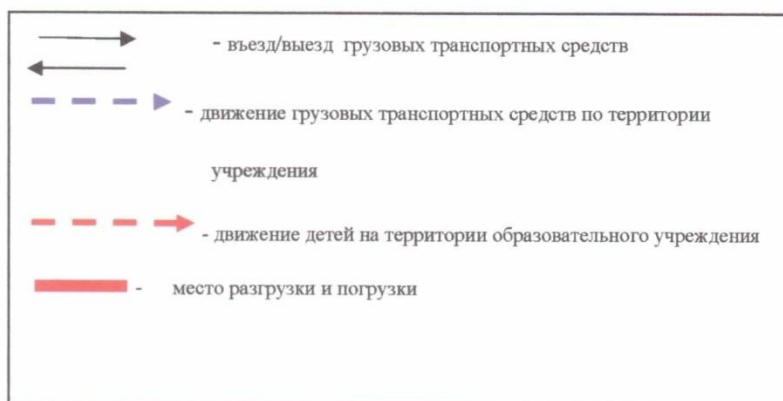 - въезд/выезд грузовых транспортных средств
- движение грузовых транспортных средств по территории
учреждения
- движение детей на территории образовательного учреждения
- место разгрузки и погрузки